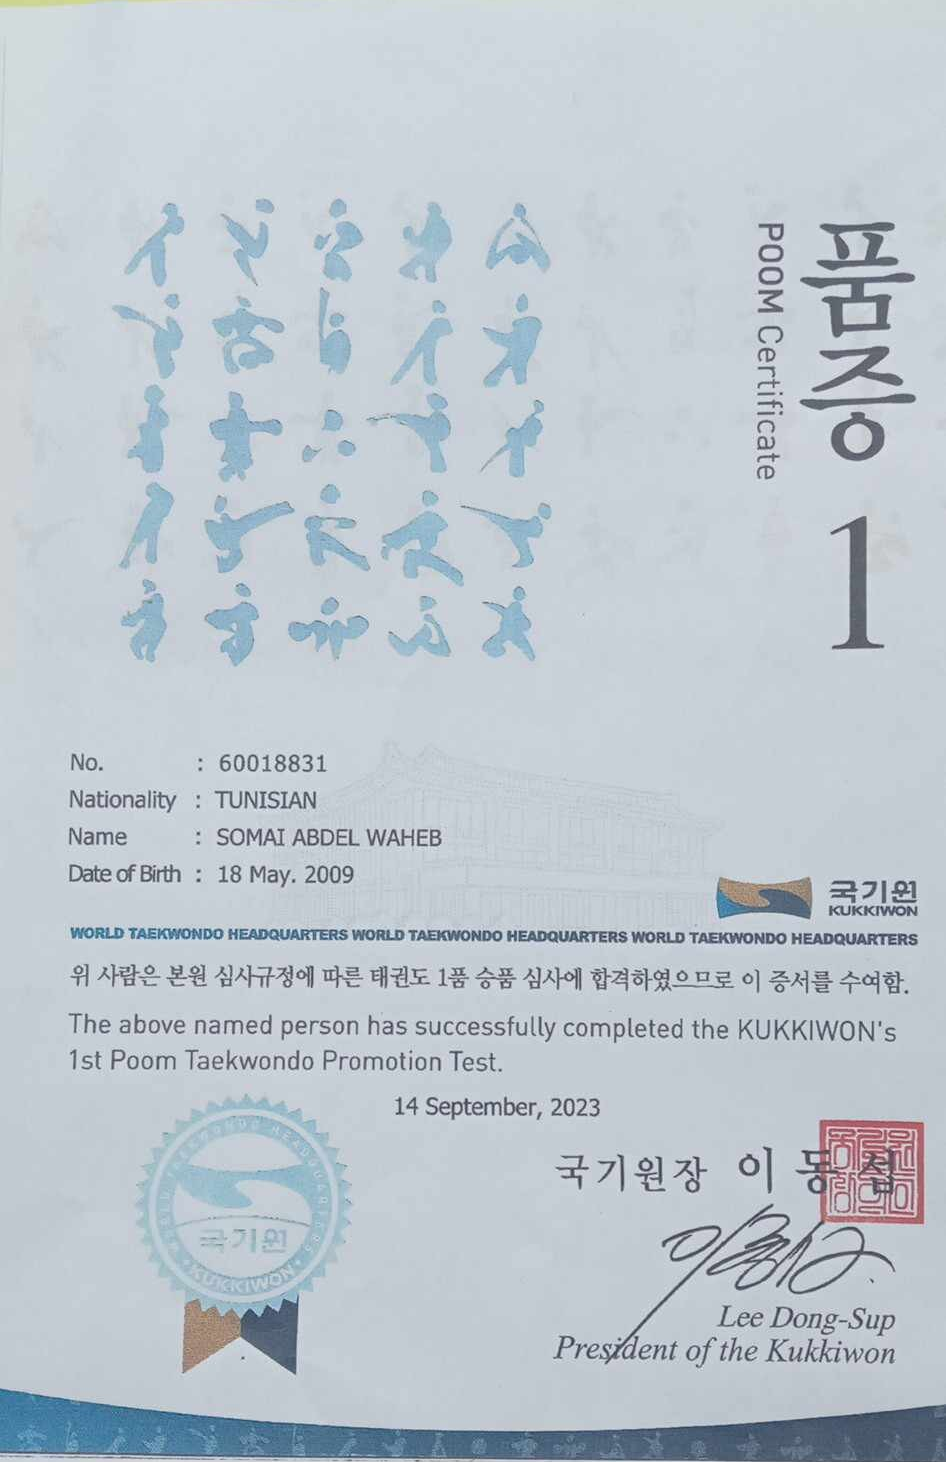 품증 1
POOM Certificate
No. : 60018831
Nationality : TUNISIAN
Name : SOMAI ABDEL WAHEB
Date of Birth : 18 May. 2009
국기원
KUKKIWON
WORLD TAEKWONDO HEADQUARTERS WORLD TAEKWONDO HEADQUARTERS WORLD TAEKWONDO HEADQUARTERS
위 사람은 본원 심사규정에 따른 태권도 1품 승품 심사에 합격하였으므로 이 증서를 수여함.
The above named person has successfully completed the KUKKIWON's
1st Poom Taekwondo Promotion Test.
14 September, 2023
국기원장 이동섭
Lee Dong-Sup
President of the Kukkiwon
WORLD TAEKWONDO HEADQUARTERS
국기원
KUKKIWON